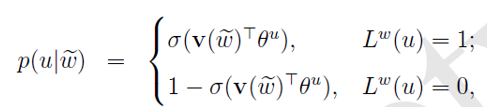 p(u|w̃) = { σ(v(w̃)^⊤θ^u), L^w(u) = 1;
1 − σ(v(w̃)^⊤θ^u), L^w(u) = 0,